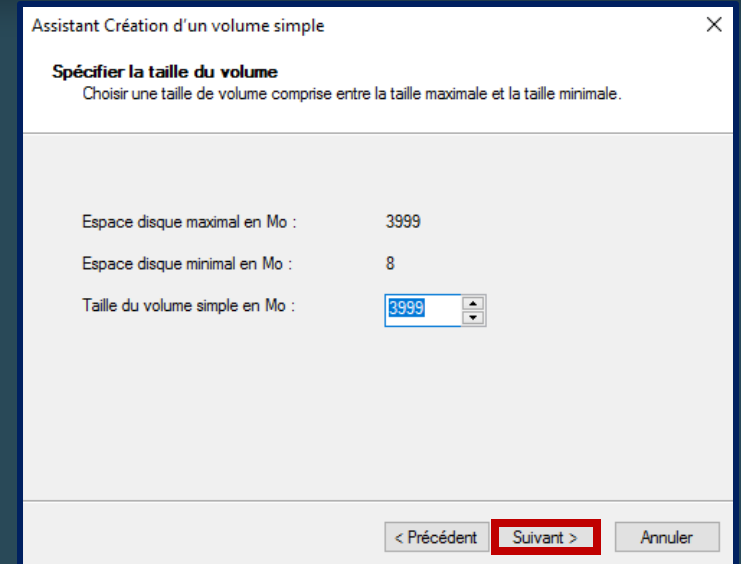 Assistant Création d'un volume simple
Spécifier la taille du volume
Choisir une taille de volume comprise entre la taille maximale et la taille minimale.
Espace disque maximal en Mo : 3999
Espace disque minimal en Mo : 8
Taille du volume simple en Mo : 3999
< Précédent Suivant > Annuler